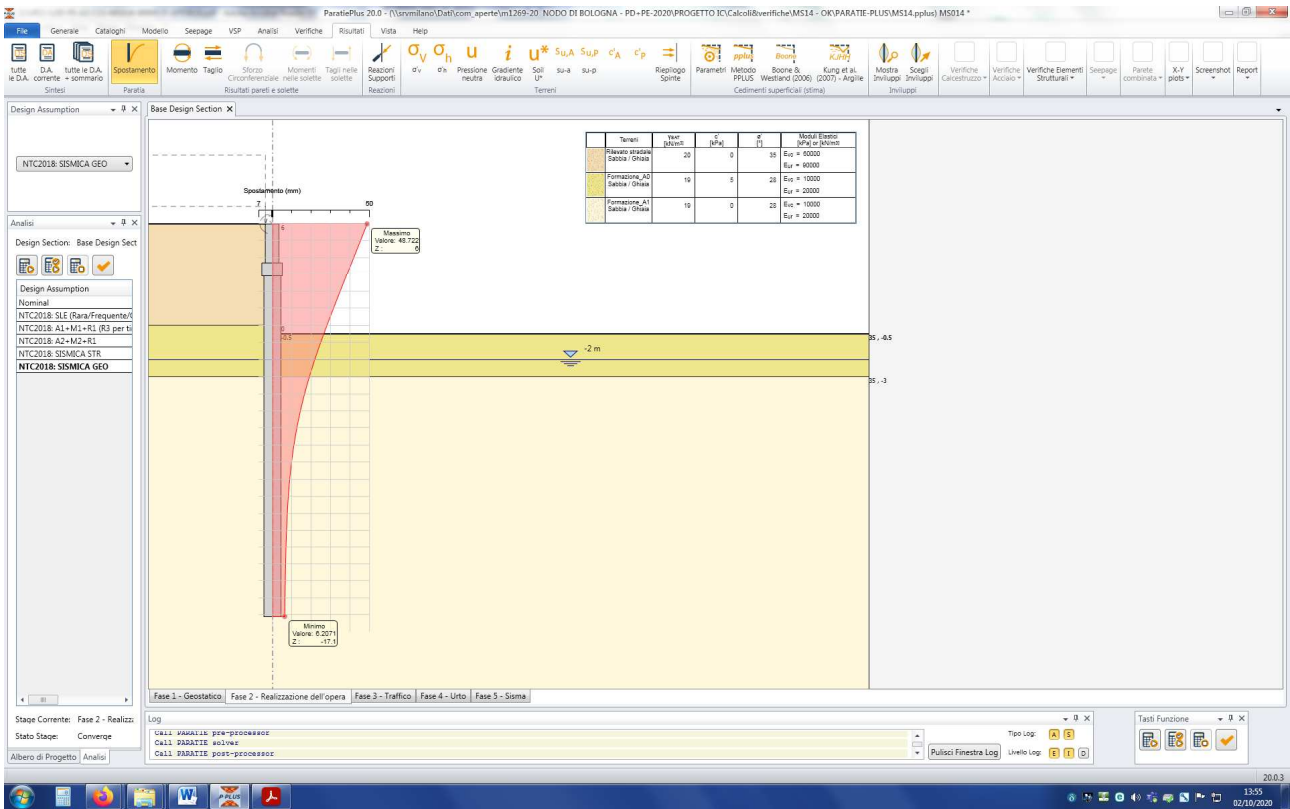 ParatiePlus 20.0 - (\\srvmilano\Dati\com_aperte\m1269-20 NODO DI BOLOGNA - PD+PE-2020\PROGETTO IC\Calcoli&verifiche\MS14 - OK\PARATIE-PLUS\MS14.pplus) MS014 *
File Generale Cataloghi Modello Seepage VSP Analisi Verifiche Risultati Vista Help
σv σh u i u* Su,A Su,P c'A c'p
tutte le D.A. D.A. corrente tutte le D.A. + sommario Spostamento Momento Taglio Sforzo Circonferenziale Momenti nelle solette Tagli nelle solette Reazioni Supporti σ'v σ'h Pressione neutra Gradiente idraulico Soil U* su-a su-p Riepilogo Spinte Parametri Metodo PPLUS Boone & Westland (2006) Kung et al. (2007) - Argille Mostra Inviluppi Scegli Inviluppi Verifiche Calcestruzzo Verifiche Acciaio Verifiche Elementi Strutturali Seepage Parete combinata X-Y plots Screenshot Report
Sintesi Paratia Risultati pareti e solette Reazioni Terreni Cedimenti superficiali (stima) Inviluppi
Design Assumption
Base Design Section
NTC2018: SISMICA GEO
Analisi
Design Section: Base Design Sect
Design Assumption
Nominal
NTC2018: SLE (Rara/Frequente/
NTC2018: A1+M1+R1 (R3 per ti
NTC2018: A2+M2+R1
NTC2018: SISMICA STR
NTC2018: SISMICA GEO
Terreni γSAT c' ø' Moduli Elastici
[kPa] [°] [kPa] or [kN/m³]
Rilevato stradale
Sabbia / Ghiaia
20 0 35 Evc = 60000
Eur = 90000
Formazione_A0
Sabbia / Ghiaia
19 5 28 Evc = 10000
Eur = 20000
Formazione_A1
Sabbia / Ghiaia
19 0 28 Evc = 10000
Eur = 20000
Spostamento (mm)
7 50
6
Massimo
Valore: 48.722
Z : 6
0
-0.5
35 , -0.5
-2 m
35 , -3
Minimo
Valore: 6.2071
Z : -17.1
Fase 1 - Geostatico Fase 2 - Realizzazione dell'opera Fase 3 - Traffico Fase 4 - Urto Fase 5 - Sisma
Stage Corrente: Fase 2 - Realizz
Stato Stage: Converge
Albero di Progetto Analisi
Log
Call PARATIE pre-processor
Call PARATIE solver
Call PARATIE post-processor
Pulisci Finestra Log
Tipo Log: A S
Livello Log: E I D
Tasti Funzione
20.0.3
13:55
02/10/2020